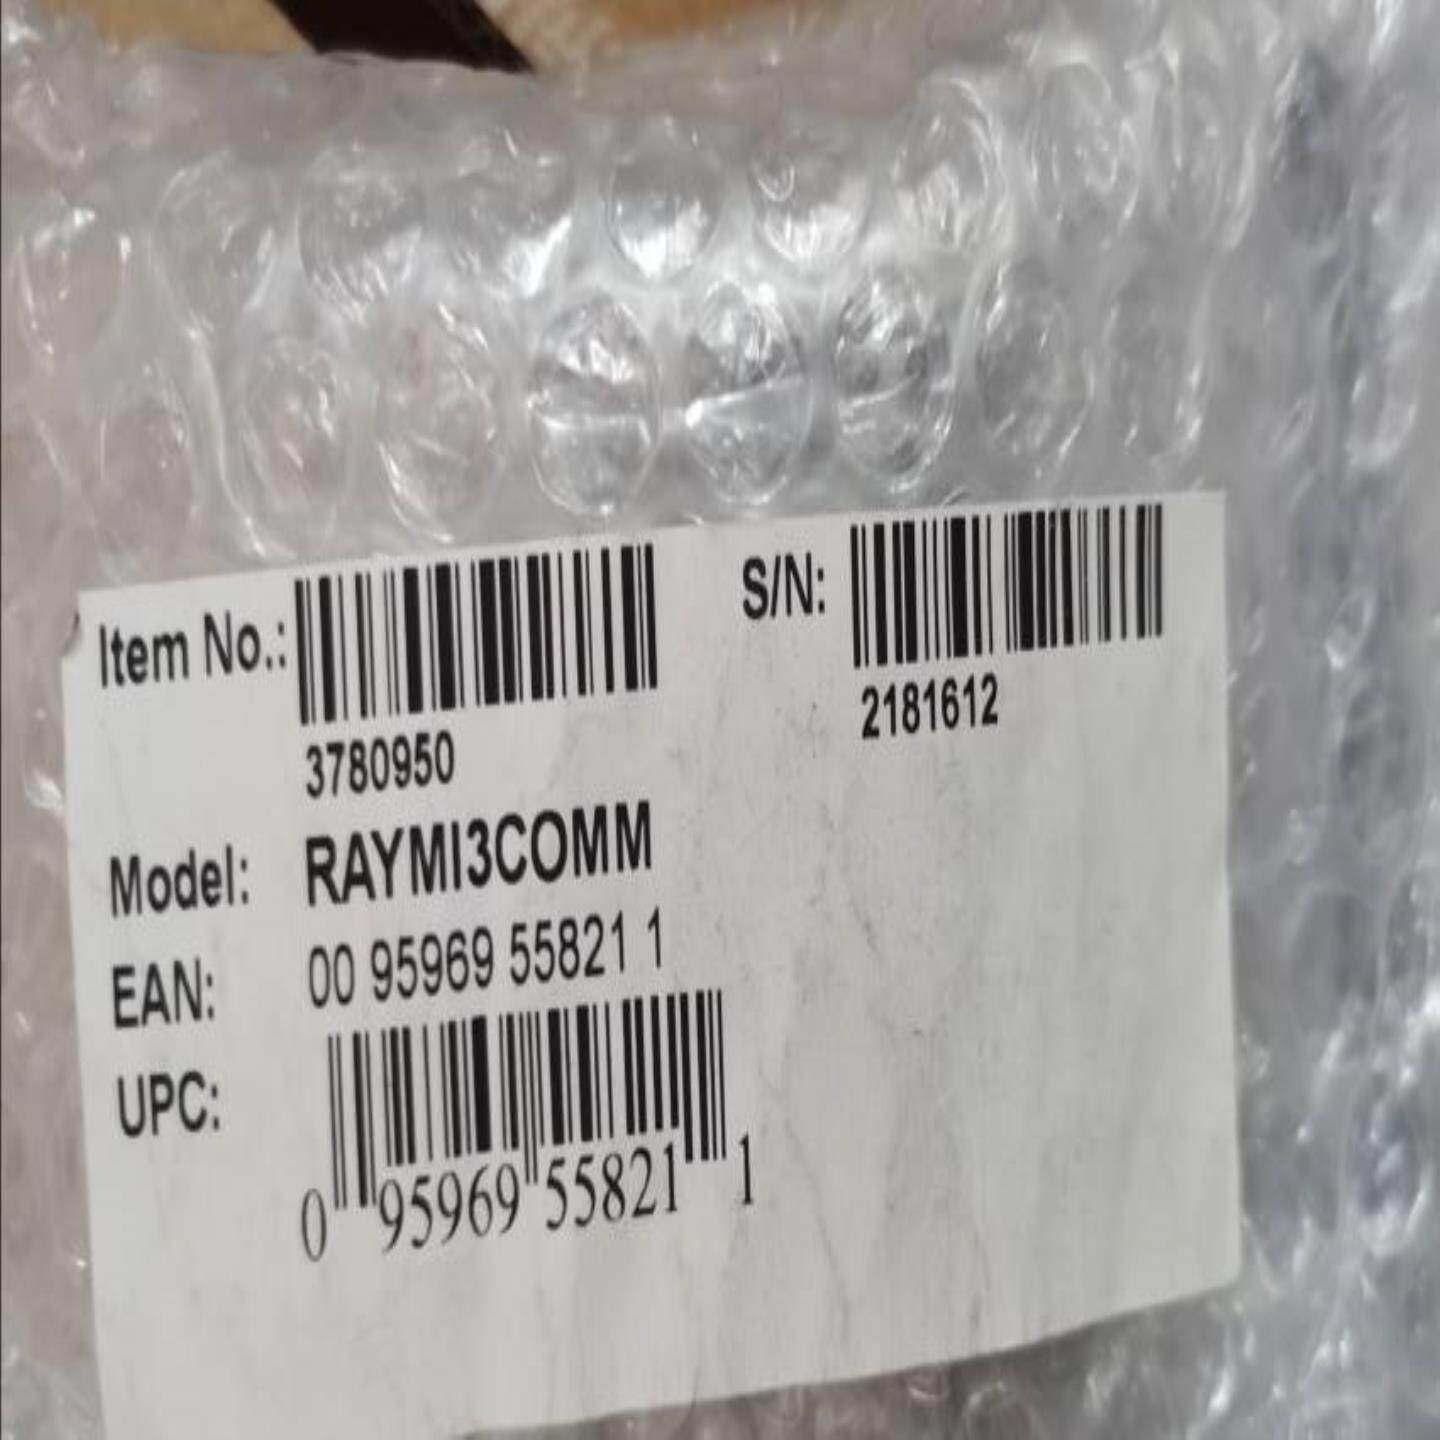 Item No.:
3780950
S/N:
2181612
Model: RAYMI3COMM
EAN: 00 95969 55821 1
UPC:
0 95969 55821 1